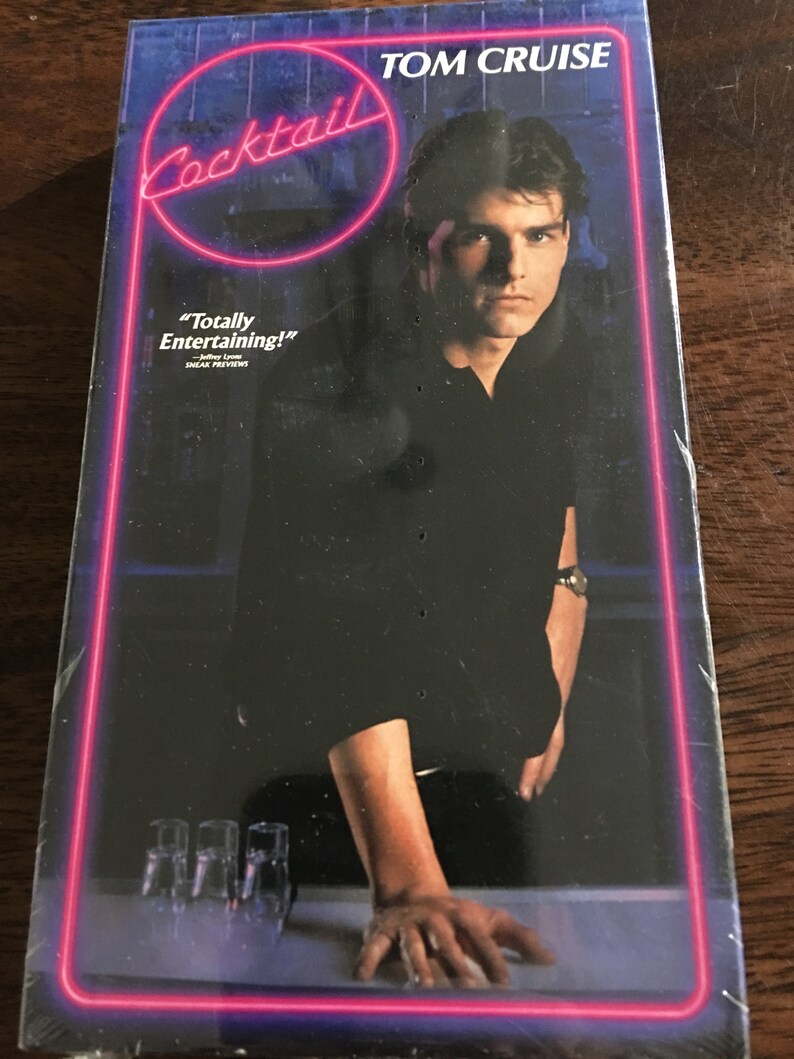 TOM CRUISE
Cocktail
“Totally
Entertaining!”
—Jeffrey Lyons
SNEAK PREVIEWS